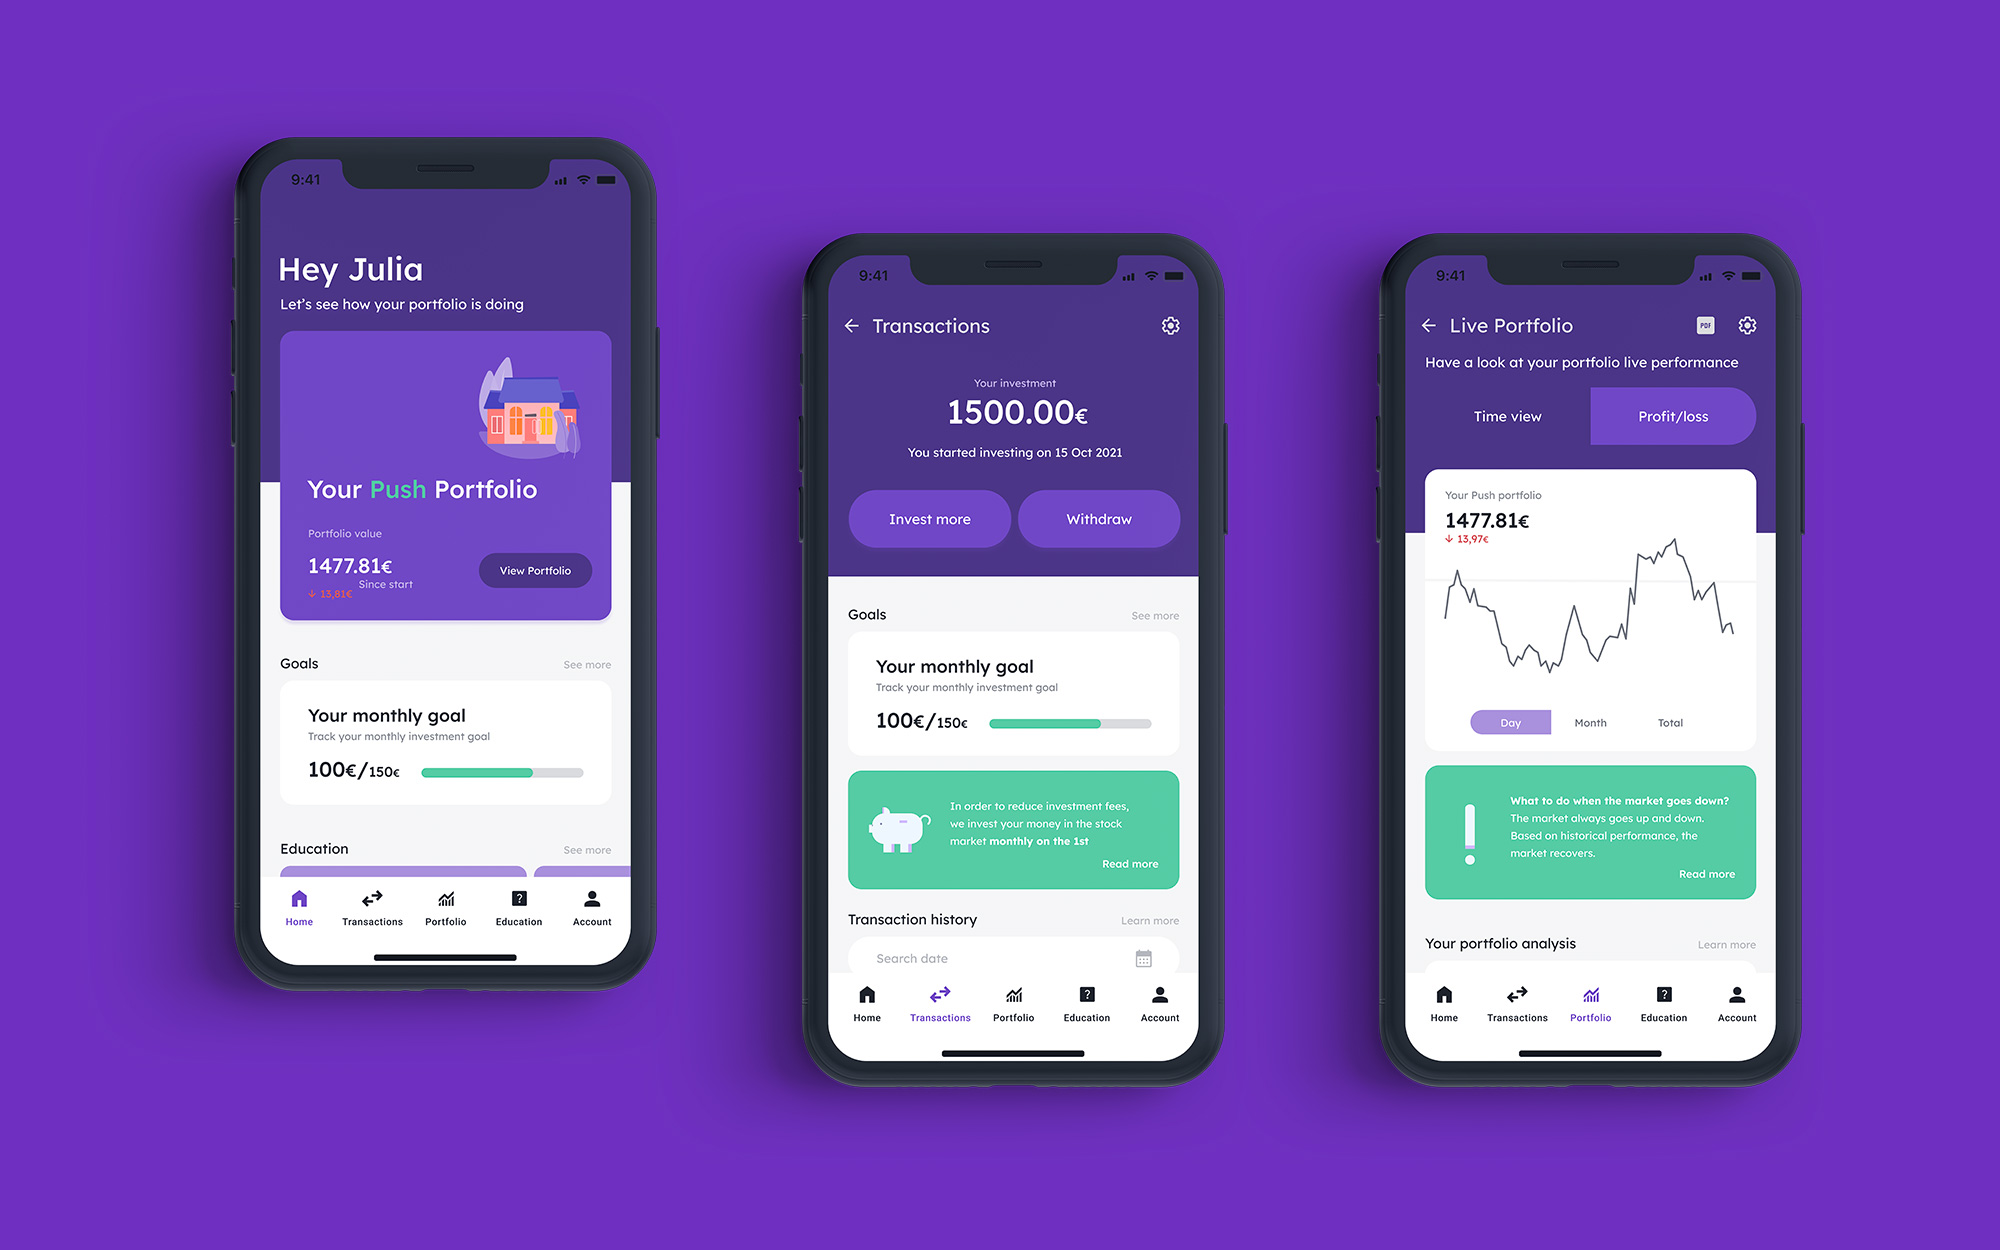 9:41
Hey Julia
Let's see how your portfolio is doing
Your Push Portfolio
Portfolio value
1477.81€
Since start
↓ 13,81€
View Portfolio
Goals
See more
Your monthly goal
Track your monthly investment goal
100€/150€
Education
See more
Home
Transactions
Portfolio
?
Education
Account
9:41
← Transactions
Your investment
1500.00€
You started investing on 15 Oct 2021
Invest more
Withdraw
Goals
See more
Your monthly goal
Track your monthly investment goal
100€/150€
In order to reduce investment fees,
we invest your money in the stock
market monthly on the 1st
Read more
Transaction history
Learn more
Search date
Home
Transactions
Portfolio
?
Education
Account
9:41
← Live Portfolio
PDF
Have a look at your portfolio live performance
Time view
Profit/loss
Your Push portfolio
1477.81€
↓ 13,97€
Day
Month
Total
What to do when the market goes down?
The market always goes up and down.
Based on historical performance, the
market recovers.
Read more
Your portfolio analysis
Learn more
Home
Transactions
Portfolio
?
Education
Account